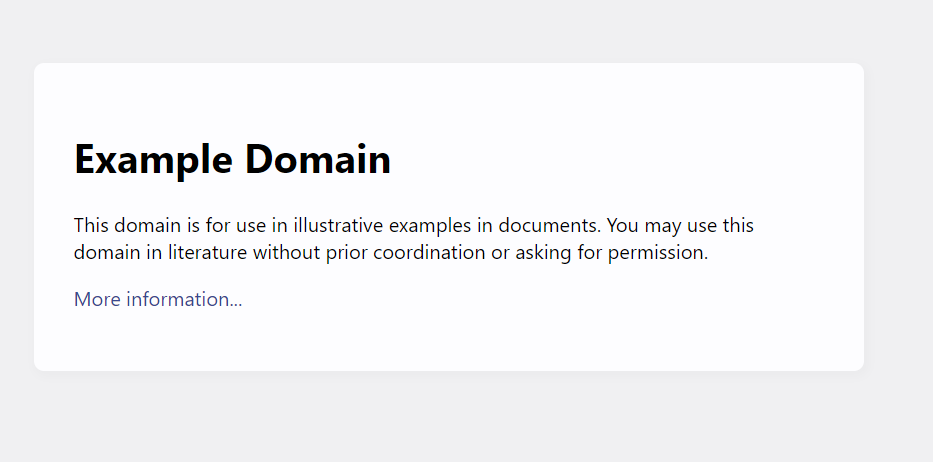 Example Domain
This domain is for use in illustrative examples in documents. You may use this
domain in literature without prior coordination or asking for permission.
More information...